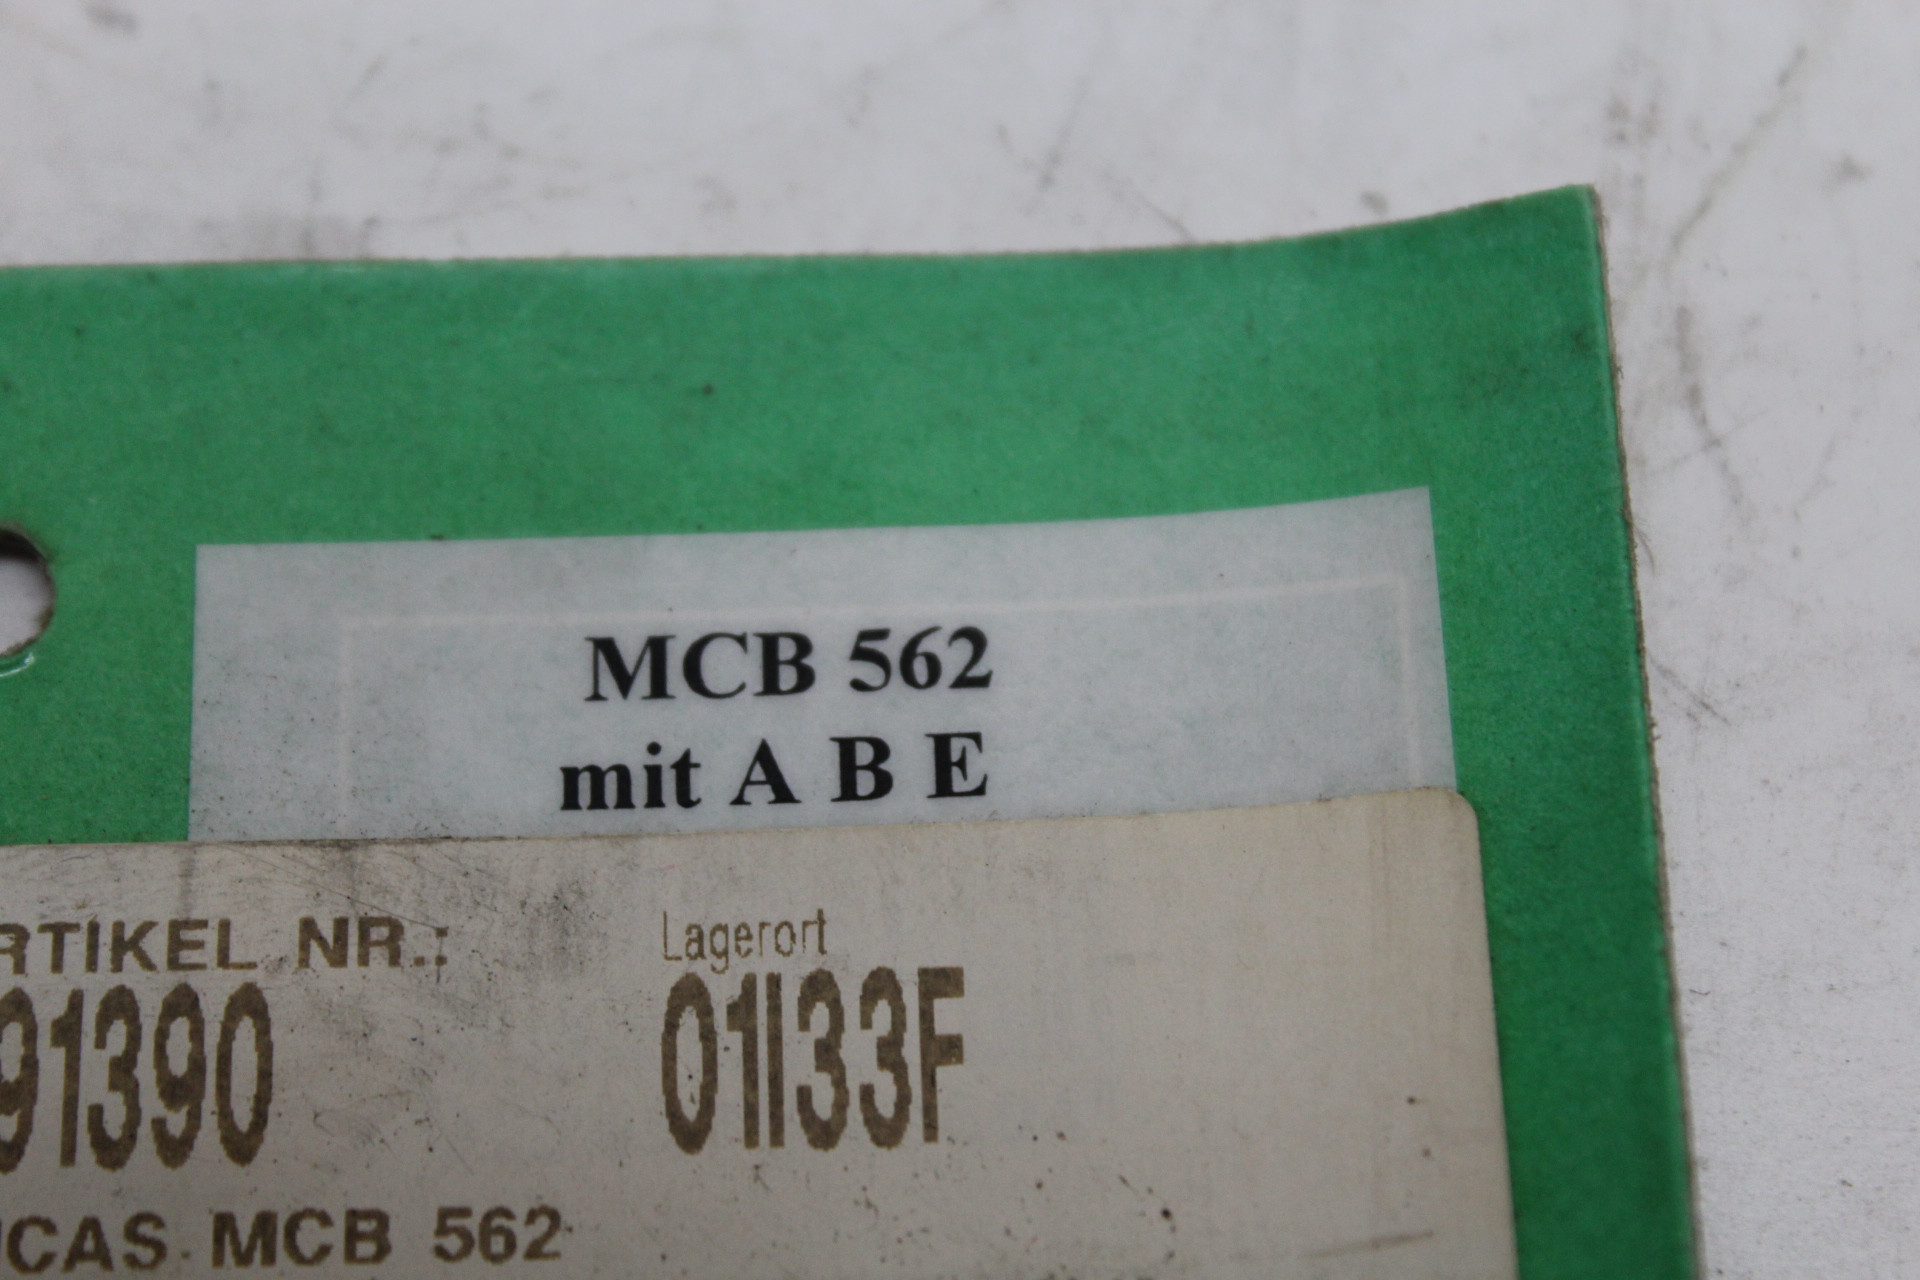 MCB 562
mit A B E
RTIKEL NR.:
Lagerort
91390
01I33F
UCAS MCB 562